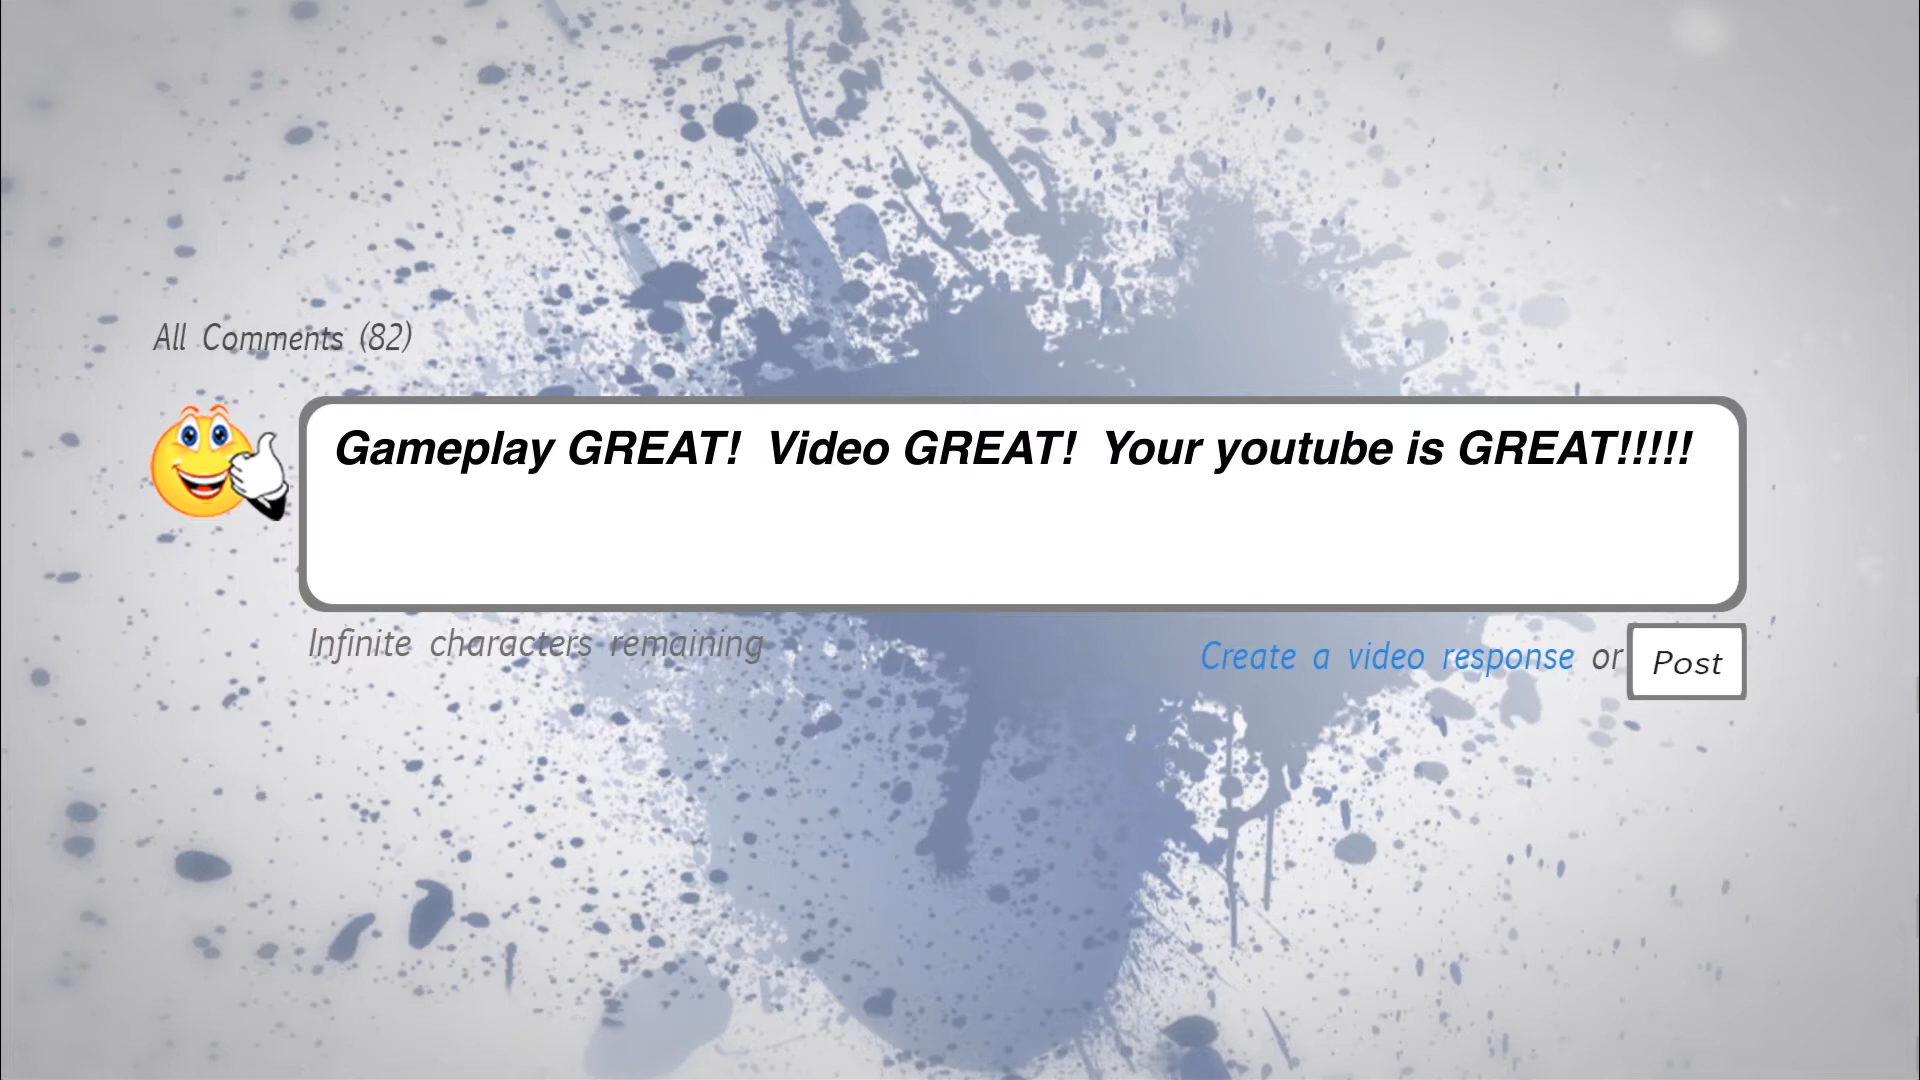 All Comments (82)
Gameplay GREAT! Video GREAT! Your youtube is GREAT!!!!!
Infinite characters remaining
Create a video response or Post